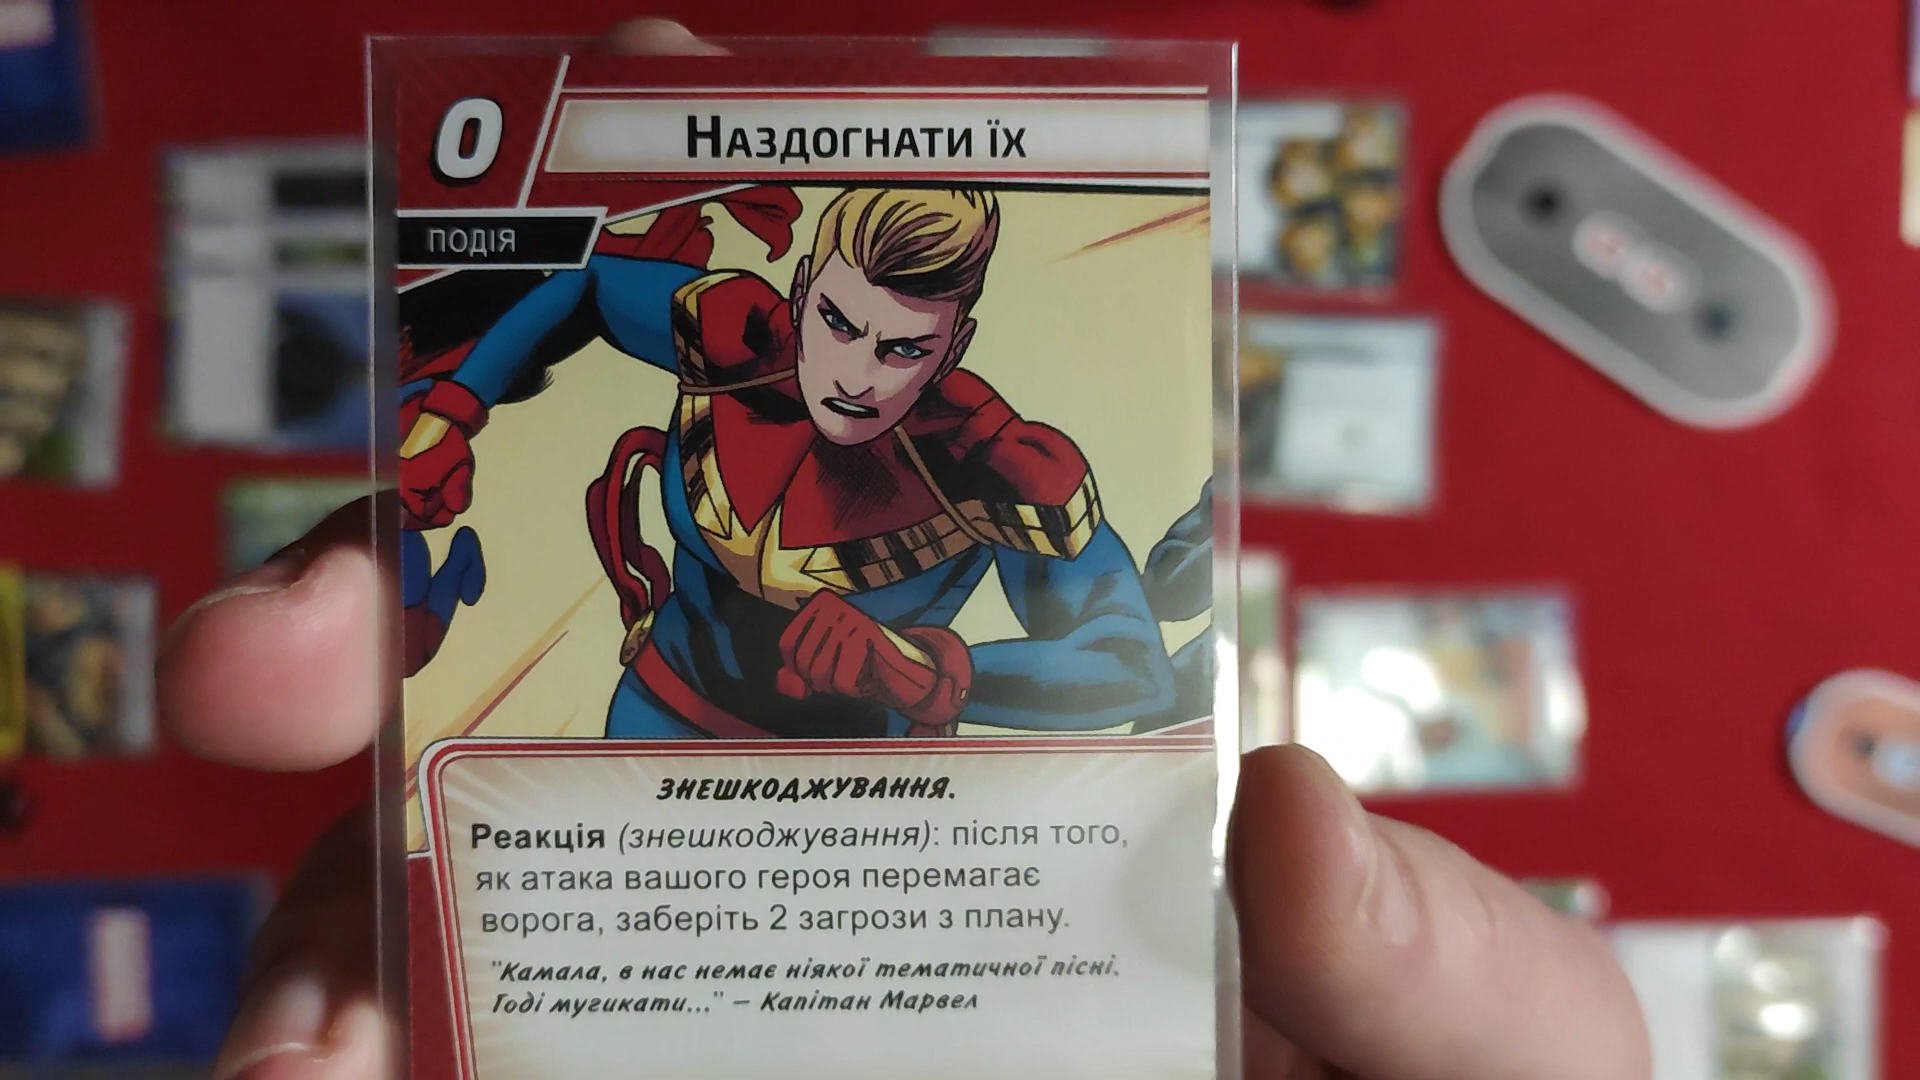 0
НАЗДОГНАТИ ЇХ
ПОДІЯ
ЗНЕШКОДЖУВАННЯ.
Реакція (знешкоджування): після того,
як атака вашого героя перемагає
ворога, заберіть 2 загрози з плану.
"Камала, в нас немає ніякої тематичної пісні.
Годі мугикати..." – Капітан Марвел